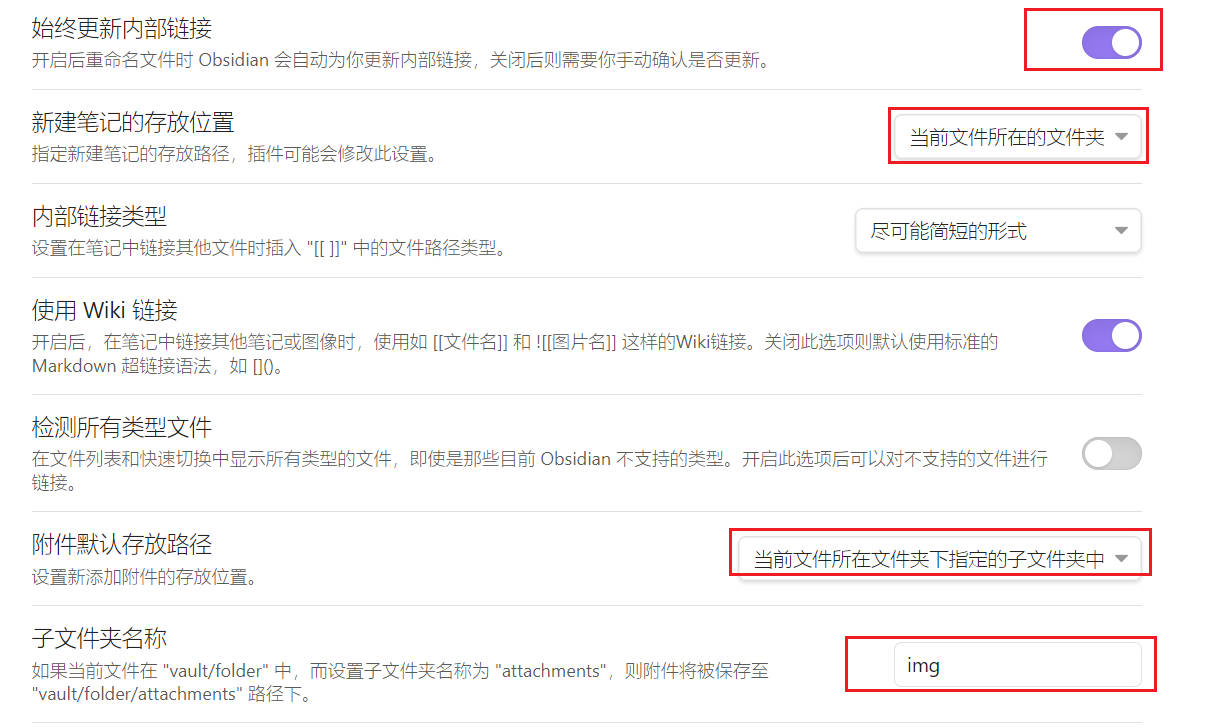 始终更新内部链接
开启后重命名文件时 Obsidian 会自动为你更新内部链接，关闭后则需要你手动确认是否更新。
新建笔记的存放位置
当前文件所在的文件夹
指定新建笔记的存放路径，插件可能会修改此设置。
内部链接类型
尽可能简短的形式
设置在笔记中链接其他文件时插入 "[[ ]]" 中的文件路径类型。
使用 Wiki 链接
开启后，在笔记中链接其他笔记或图像时，使用如 [[文件名]] 和 ![[图片名]] 这样的Wiki链接。关闭此选项则默认使用标准的
Markdown 超链接语法，如 []()。
检测所有类型文件
在文件列表和快速切换中显示所有类型的文件，即使是那些目前 Obsidian 不支持的类型。开启此选项后可以对不支持的文件进行
链接。
附件默认存放路径
当前文件所在文件夹下指定的子文件夹中
设置新添加附件的存放位置。
子文件夹名称
img
如果当前文件在 "vault/folder" 中，而设置子文件夹名称为 "attachments"，则附件将被保存至
"vault/folder/attachments" 路径下。